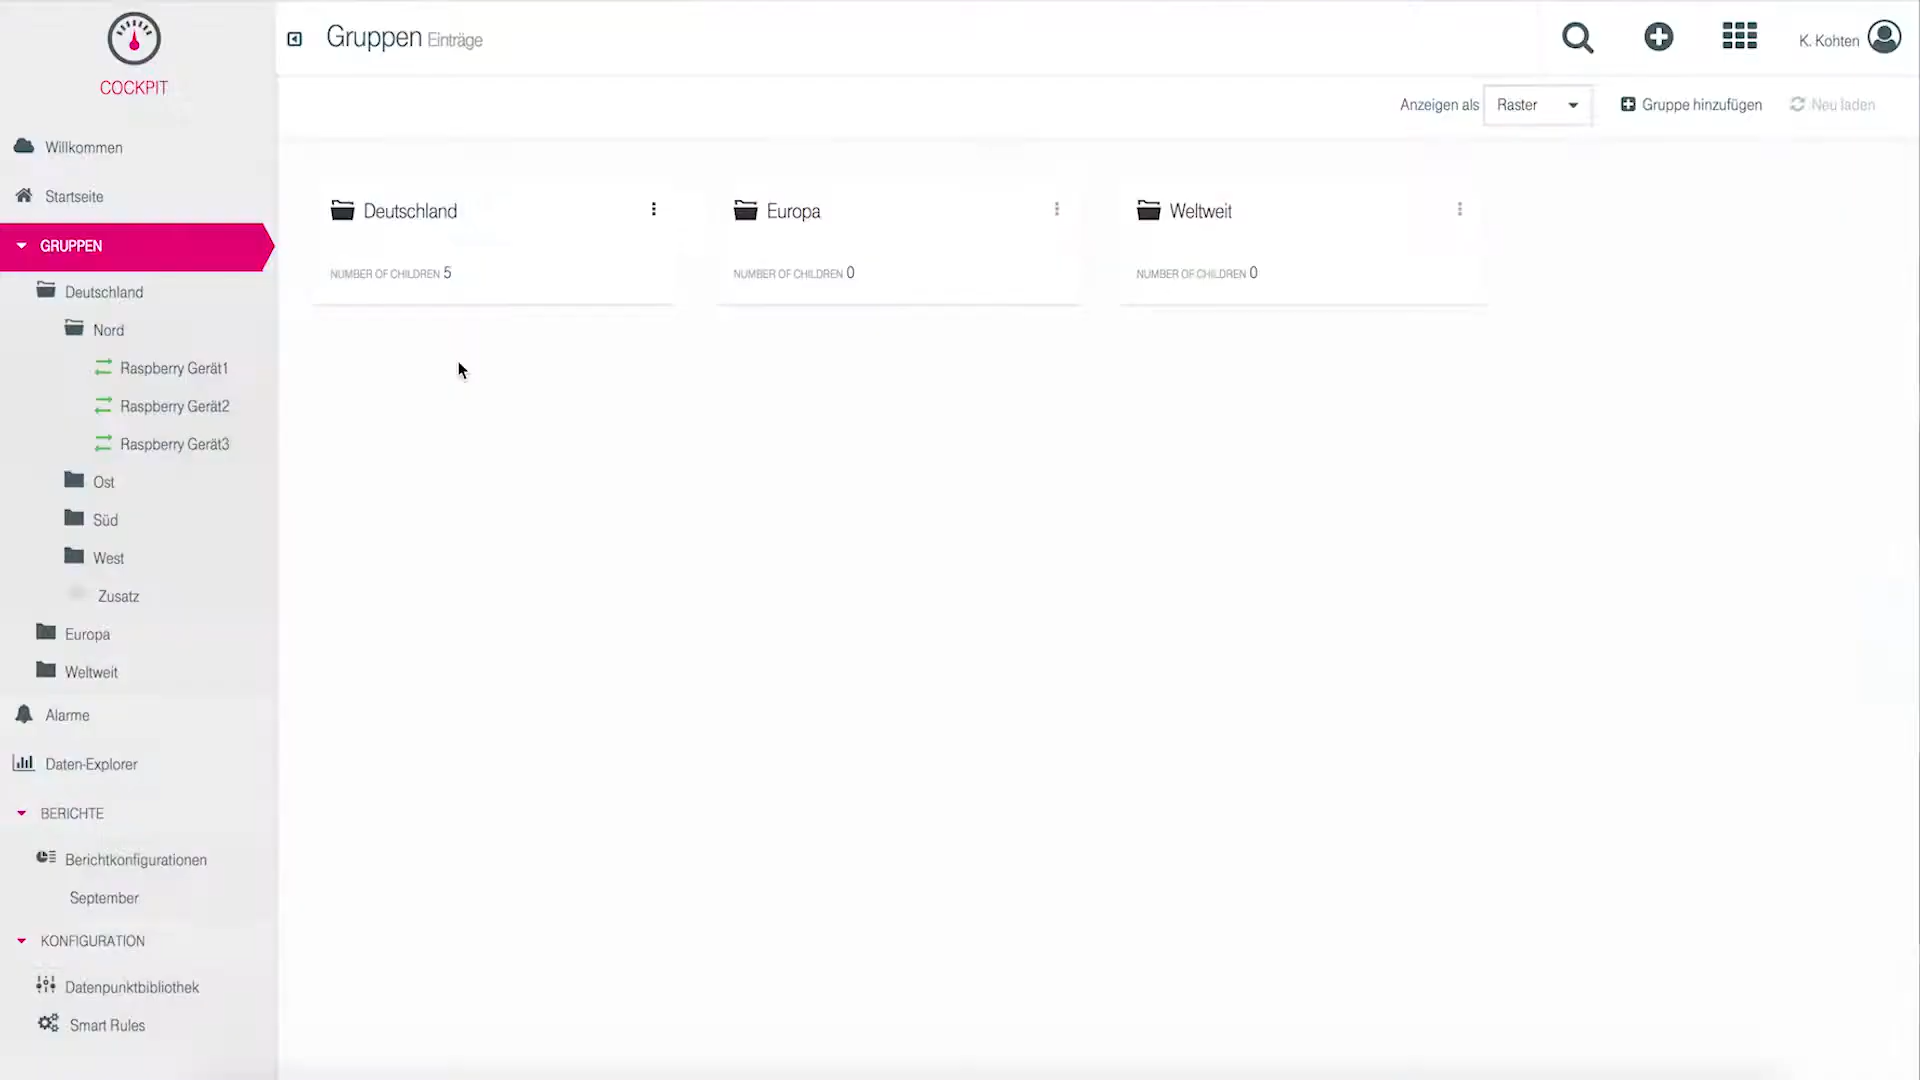 COCKPIT
Willkommen
Startseite
GRUPPEN
Deutschland
Nord
Raspberry Gerät1
Raspberry Gerät2
Raspberry Gerät3
Ost
Süd
West
Zusatz
Europa
Weltweit
Alarme
Daten-Explorer
BERICHTE
Berichtkonfigurationen
September
KONFIGURATION
Datenpunktbibliothek
Smart Rules
Gruppen Einträge
K. Kohten
Anzeigen als Raster Gruppe hinzufügen Neu laden
Deutschland
NUMBER OF CHILDREN 5
Europa
NUMBER OF CHILDREN 0
Weltweit
NUMBER OF CHILDREN 0